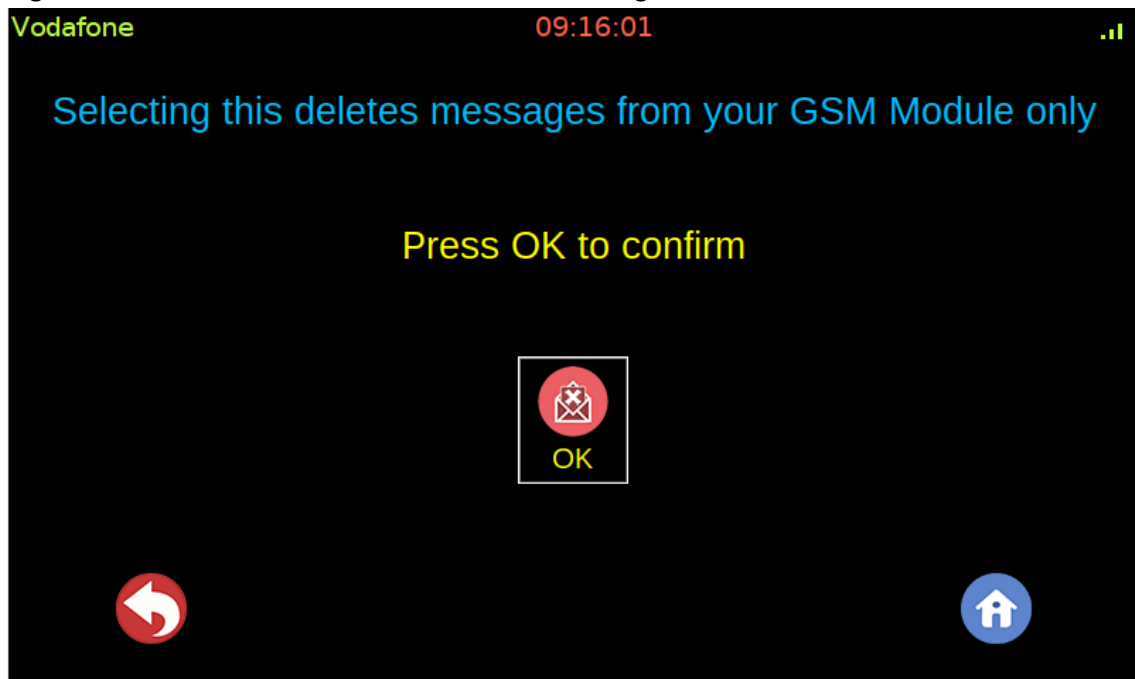 Vodafone 09:16:01
Selecting this deletes messages from your GSM Module only
Press OK to confirm
OK